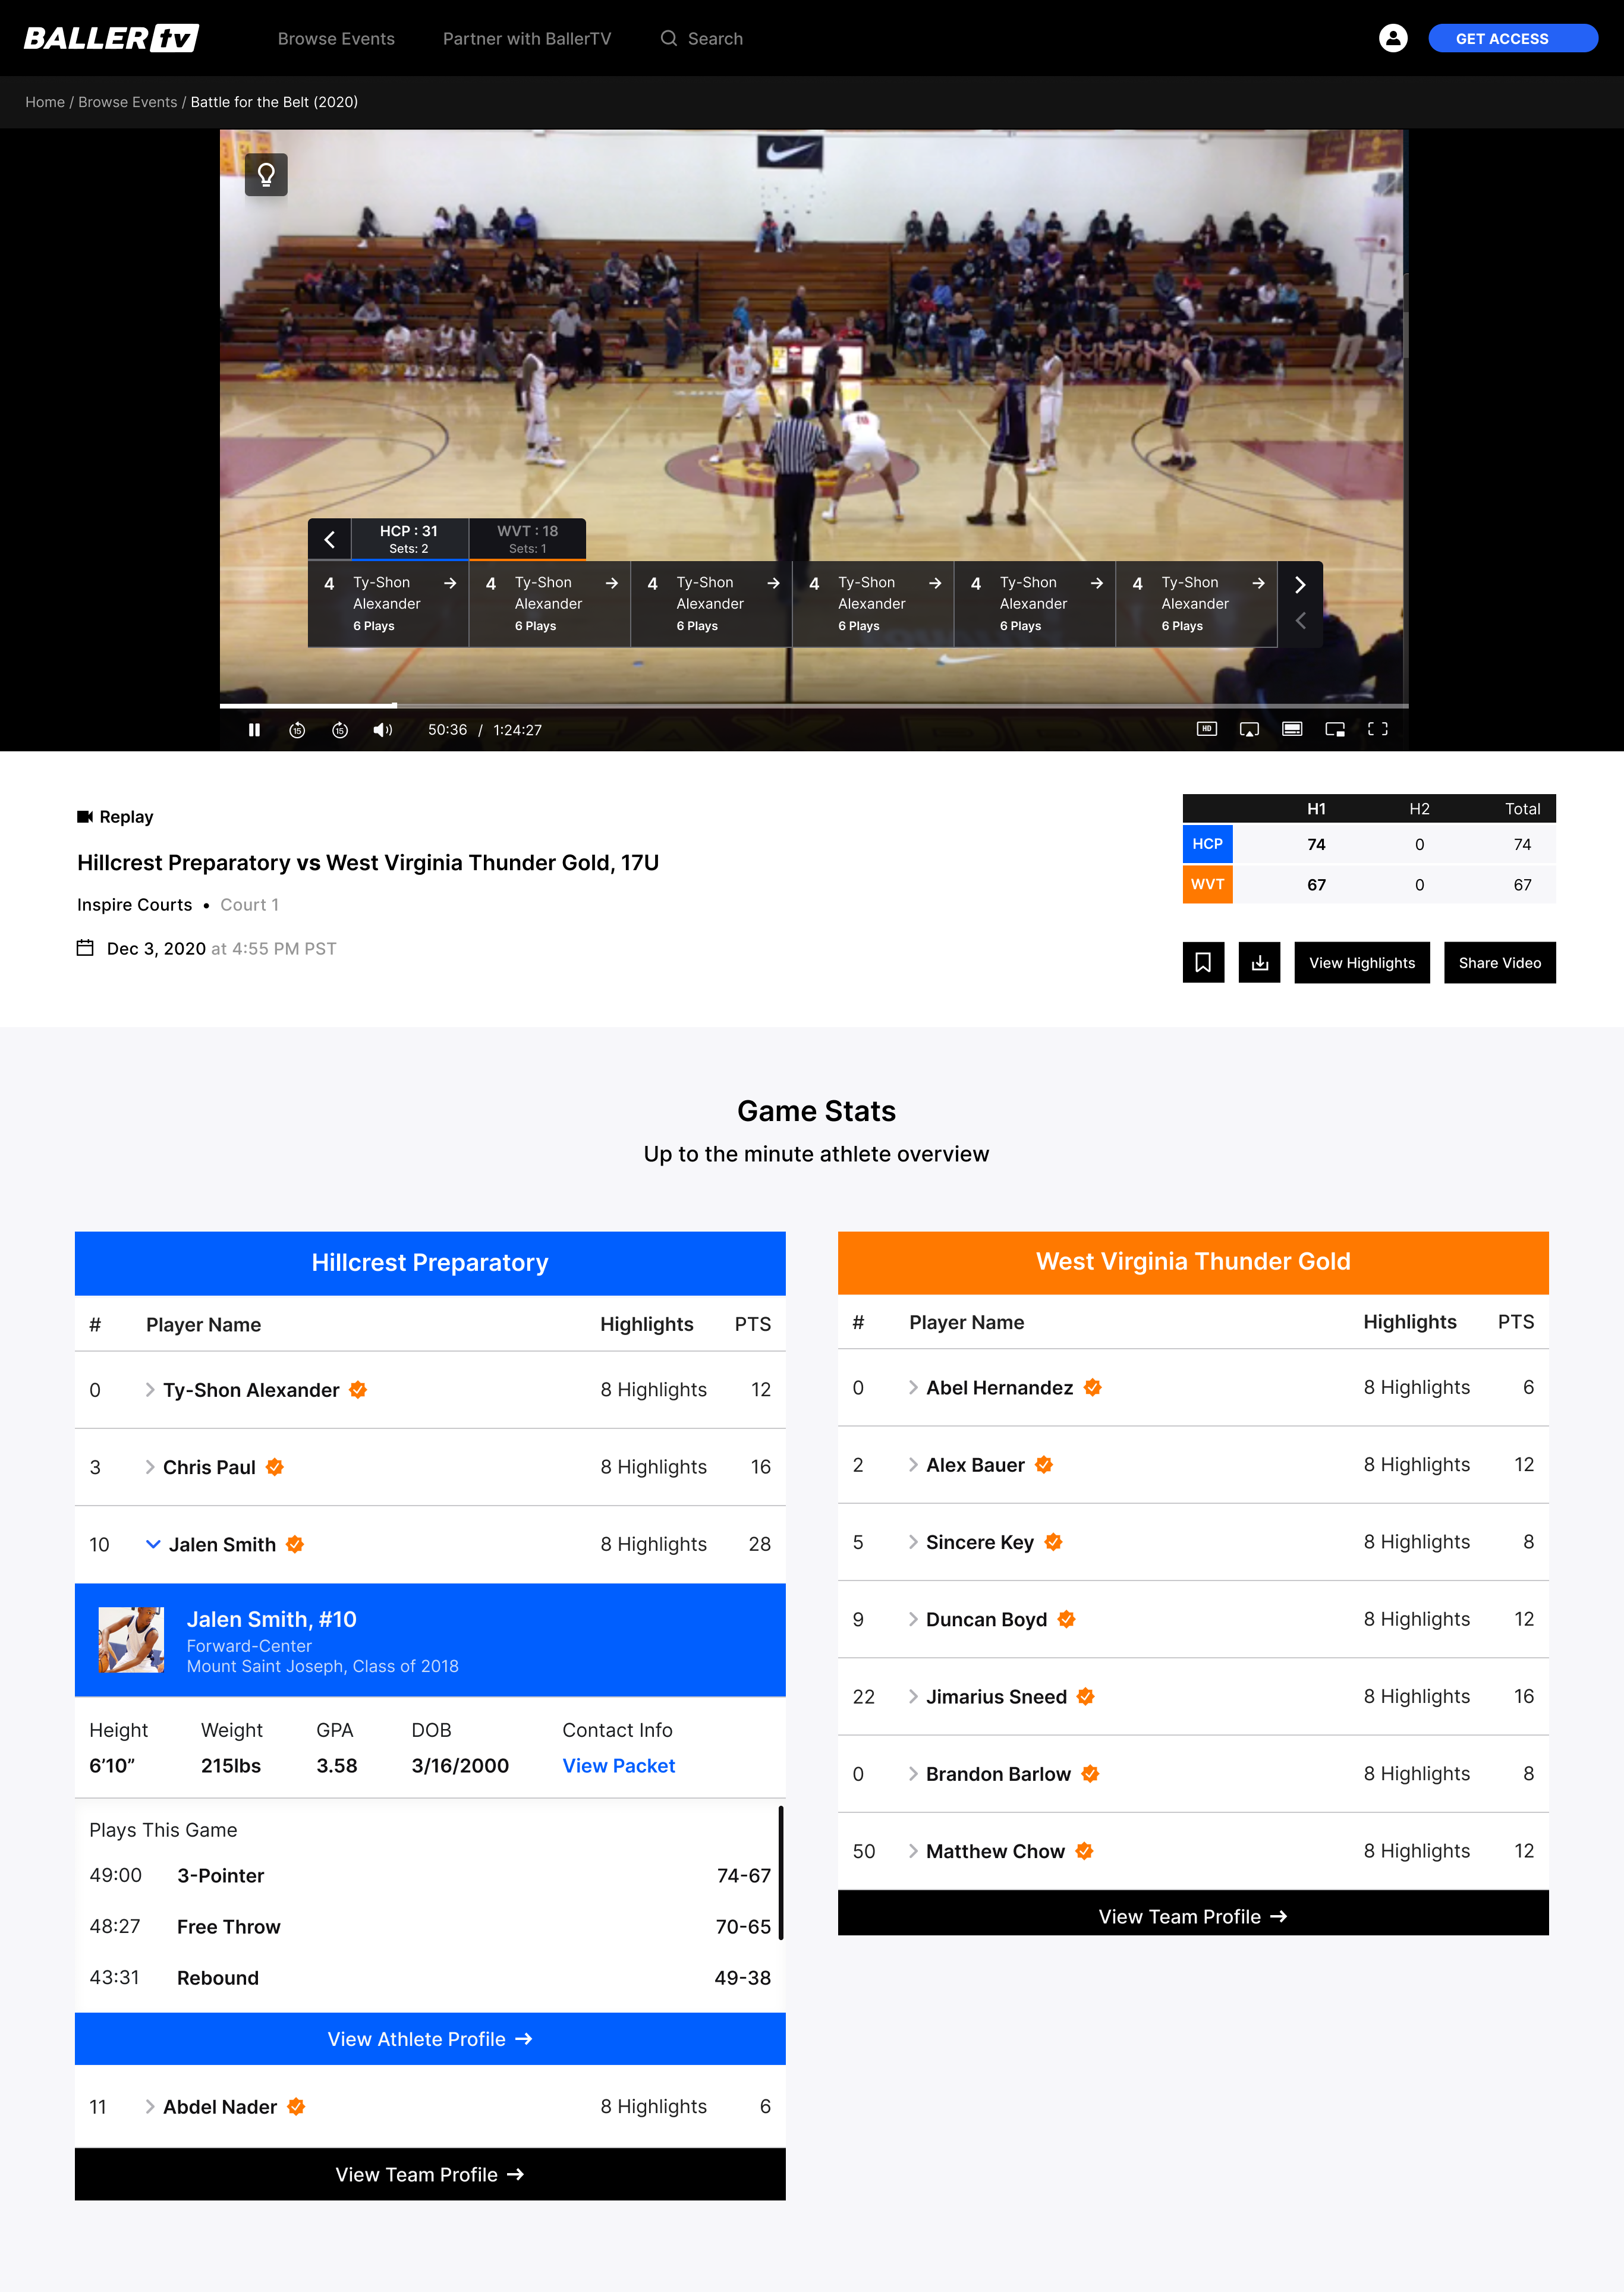 BALLER tv
Browse Events
Partner with BallerTV
Search
GET ACCESS
Home / Browse Events / Battle for the Belt (2020)
HCP : 31
Sets: 2
WVT : 18
Sets: 1
4 Ty-Shon Alexander
6 Plays
4 Ty-Shon Alexander
6 Plays
4 Ty-Shon Alexander
6 Plays
4 Ty-Shon Alexander
6 Plays
4 Ty-Shon Alexander
6 Plays
4 Ty-Shon Alexander
6 Plays
15
15
50:36 / 1:24:27
HD
Replay
Hillcrest Preparatory vs West Virginia Thunder Gold, 17U
Inspire Courts • Court 1
Dec 3, 2020 at 4:55 PM PST
H1 H2 Total
HCP 74 0 74
WVT 67 0 67
View Highlights
Share Video
Game Stats
Up to the minute athlete overview
Hillcrest Preparatory
# Player Name Highlights PTS
0 Ty-Shon Alexander 8 Highlights 12
3 Chris Paul 8 Highlights 16
10 Jalen Smith 8 Highlights 28
Jalen Smith, #10
Forward-Center
Mount Saint Joseph, Class of 2018
Height Weight GPA DOB Contact Info
6’10” 215lbs 3.58 3/16/2000 View Packet
Plays This Game
49:00 3-Pointer 74-67
48:27 Free Throw 70-65
43:31 Rebound 49-38
View Athlete Profile →
11 Abdel Nader 8 Highlights 6
View Team Profile →
West Virginia Thunder Gold
# Player Name Highlights PTS
0 Abel Hernandez 8 Highlights 6
2 Alex Bauer 8 Highlights 12
5 Sincere Key 8 Highlights 8
9 Duncan Boyd 8 Highlights 12
22 Jimarius Sneed 8 Highlights 16
0 Brandon Barlow 8 Highlights 8
50 Matthew Chow 8 Highlights 12
View Team Profile →